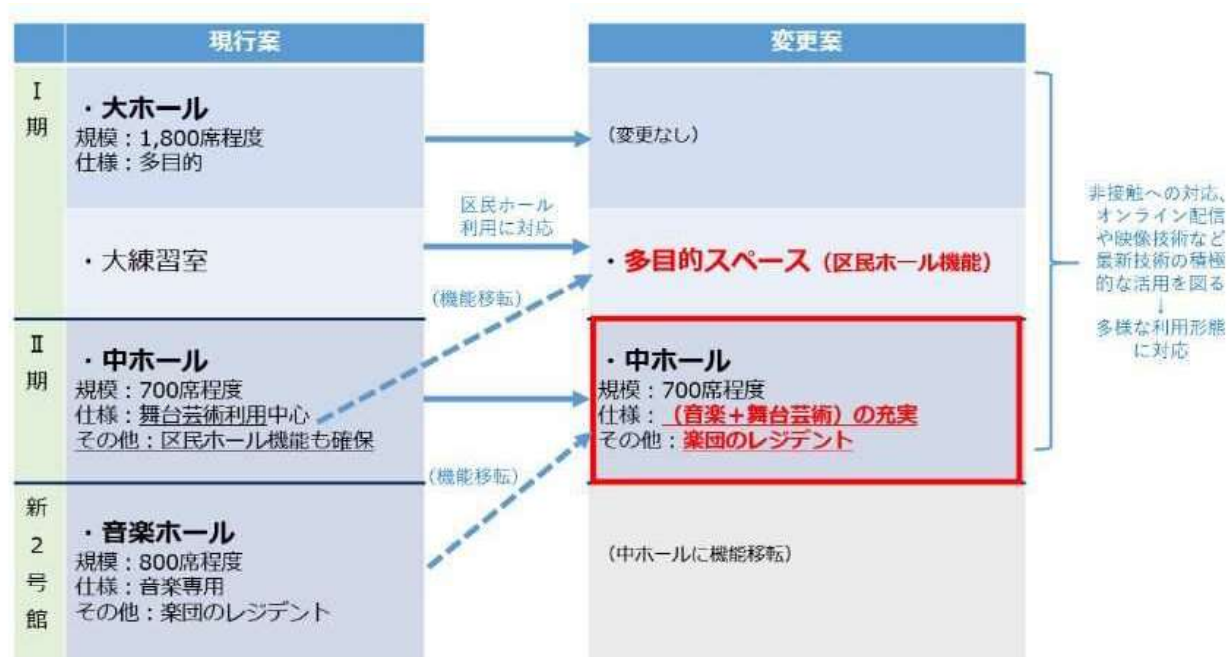 現行案
変更案
Ⅰ
期
・大ホール
規模：1,800席程度
仕様：多目的
（変更なし）
・大練習室
区民ホール
利用に対応
・多目的スペース（区民ホール機能）
（機能移転）
Ⅱ
期
・中ホール
規模：700席程度
仕様：舞台芸術利用中心
その他：区民ホール機能も確保
・中ホール
規模：700席程度
仕様：（音楽＋舞台芸術）の充実
その他：楽団のレジデント
（機能移転）
新
2
号
館
・音楽ホール
規模：800席程度
仕様：音楽専用
その他：楽団のレジデント
（中ホールに機能移転）
非接触への対応、
オンライン配信
や映像技術など
最新技術の積極
的な活用を図る
↓
多様な利用形態
に対応